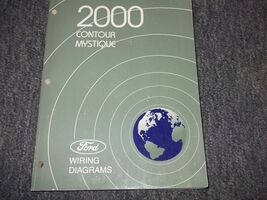 2000
CONTOUR
MYSTIQUE
Ford
WIRING
DIAGRAMS